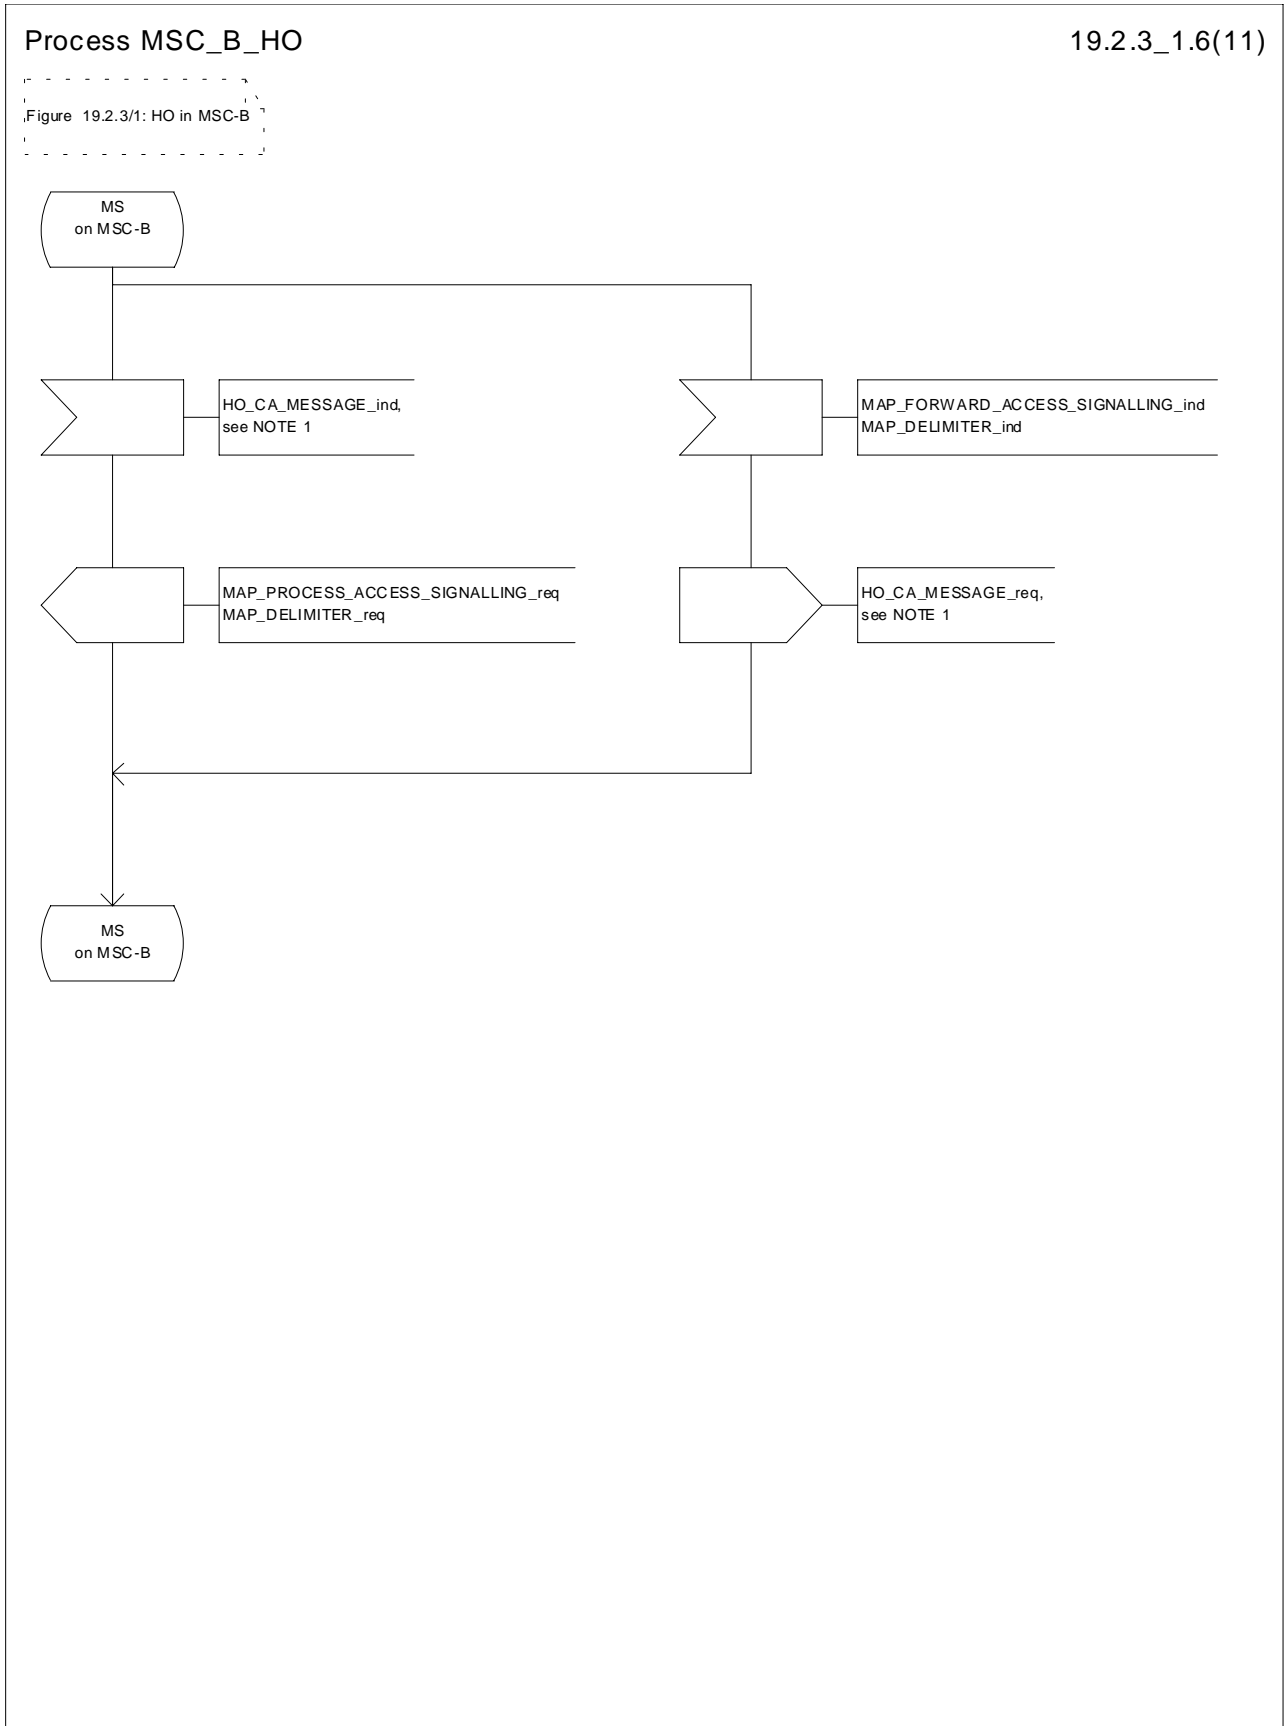 Process MSC_B_HO
19.2.3_1.6(11)
Figure 19.2.3/1: HO in MSC-B
MS
on MSC-B
HO_CA_MESSAGE_ind,
see NOTE 1
MAP_FORWARD_ACCESS_SIGNALLING_ind
MAP_DELIMITER_ind
MAP_PROCESS_ACCESS_SIGNALLING_req
MAP_DELIMITER_req
HO_CA_MESSAGE_req,
see NOTE 1
MS
on MSC-B